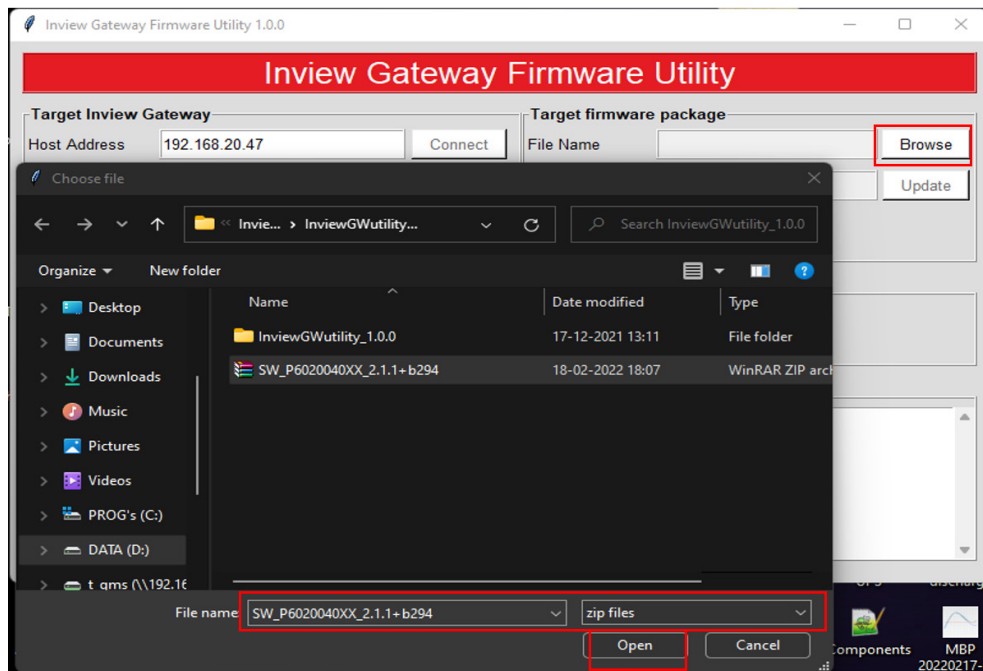 Inview Gateway Firmware Utility 1.0.0
Inview Gateway Firmware Utility
Target Inview Gateway
Host Address 192.168.20.47 Connect
Target firmware package
File Name Browse
Update
Choose file
« Invie... > InviewGWutility...
Search InviewGWutility_1.0.0
Organize New folder
Name Date modified Type
Desktop
Documents
Downloads
Music
Pictures
Videos
PROG's (C:)
DATA (D:)
t_qms (\\192.16
InviewGWutility_1.0.0 17-12-2021 13:11 File folder
SW_P6020040XX_2.1.1+b294 18-02-2022 18:07 WinRAR ZIP arch
File name: SW_P6020040XX_2.1.1+b294 zip files
Open Cancel
omponents
MBP
20220217-